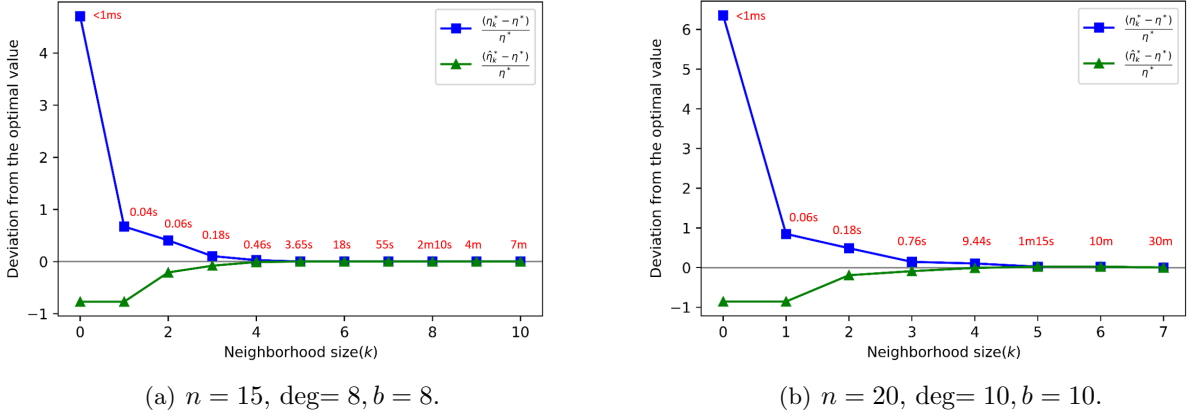 <1ms
(η*k − η*)
η*
(η̂*k − η*)
η*
Deviation from the optimal value
4
3
2
1
0
−1
0.04s
0.06s
0.18s
0.46s
3.65s
18s
55s
2m10s
4m
7m
0
2
4
6
8
10
Neighborhood size(k)
(a) n = 15, deg= 8, b = 8.
<1ms
(η*k − η*)
η*
(η̂*k − η*)
η*
Deviation from the optimal value
6
5
4
3
2
1
0
−1
0.06s
0.18s
0.76s
9.44s
1m15s
10m
30m
0
1
2
3
4
5
6
7
Neighborhood size(k)
(b) n = 20, deg= 10, b = 10.